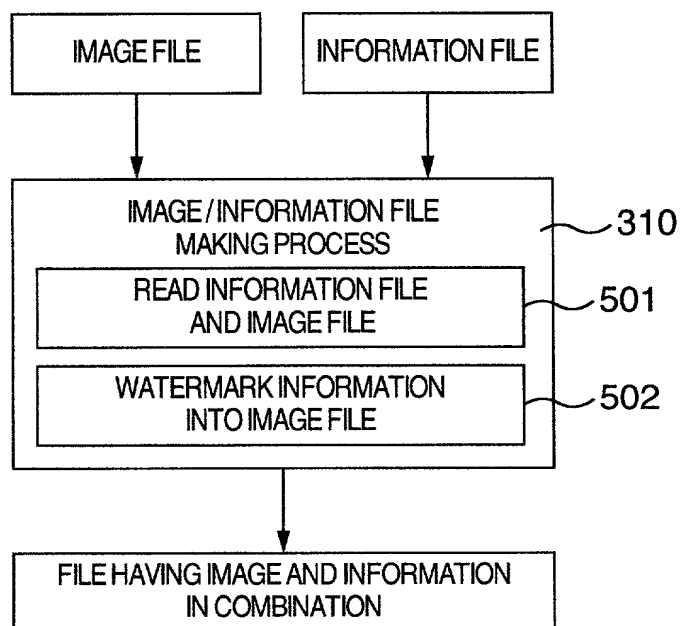 IMAGE FILE
INFORMATION FILE
IMAGE/INFORMATION FILE
MAKING PROCESS
310
READ INFORMATION FILE
AND IMAGE FILE
501
WATERMARK INFORMATION
INTO IMAGE FILE
502
FILE HAVING IMAGE AND INFORMATION
IN COMBINATION